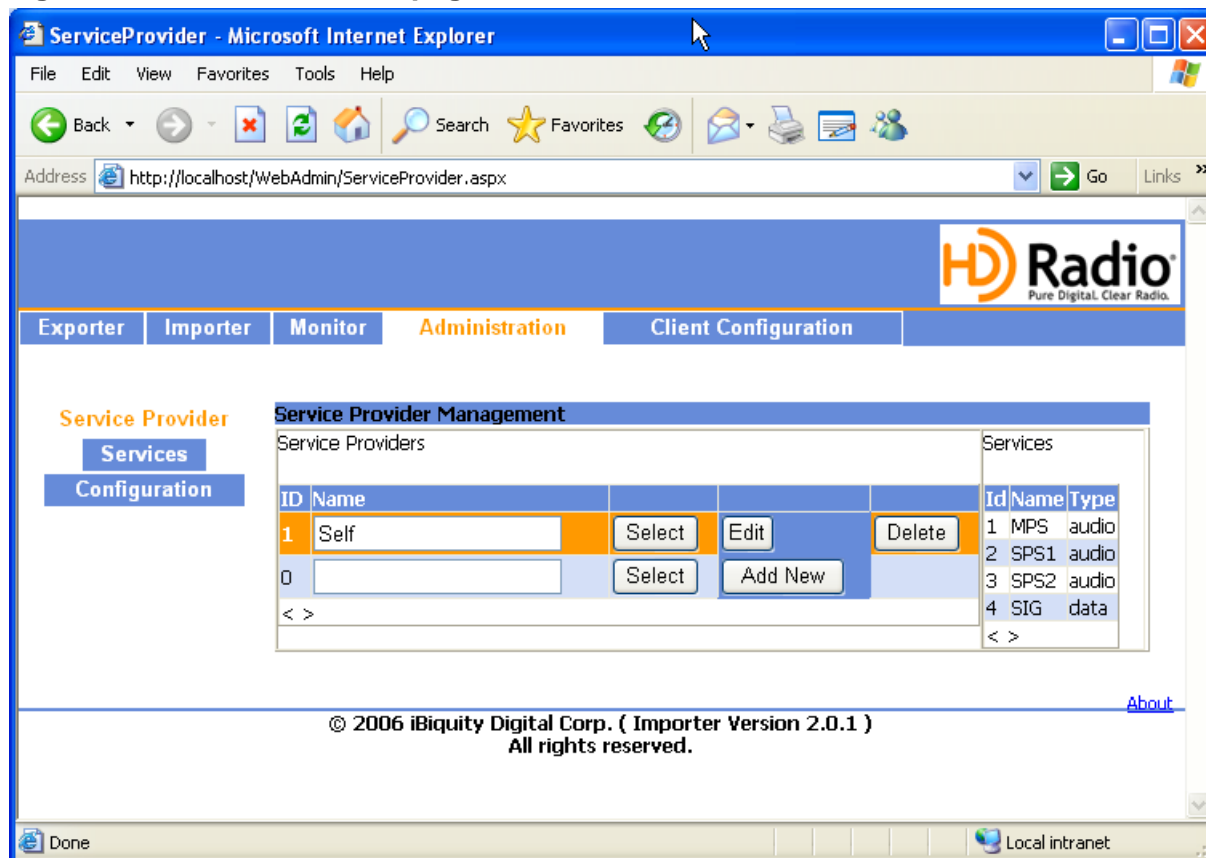 ServiceProvider - Microsoft Internet Explorer
File Edit View Favorites Tools Help
Back Search Favorites
Address http://localhost/WebAdmin/ServiceProvider.aspx Go Links »
HD Radio
Pure Digital. Clear Radio.
Exporter Importer Monitor Administration Client Configuration
Service Provider
Services
Configuration
Service Provider Management
Service Providers
ID Name
1 Self Select Edit Delete
0 Select Add New
< >
Services
Id Name Type
1 MPS audio
2 SPS1 audio
3 SPS2 audio
4 SIG data
< >
About
© 2006 iBiquity Digital Corp. ( Importer Version 2.0.1 )
All rights reserved.
Done Local intranet